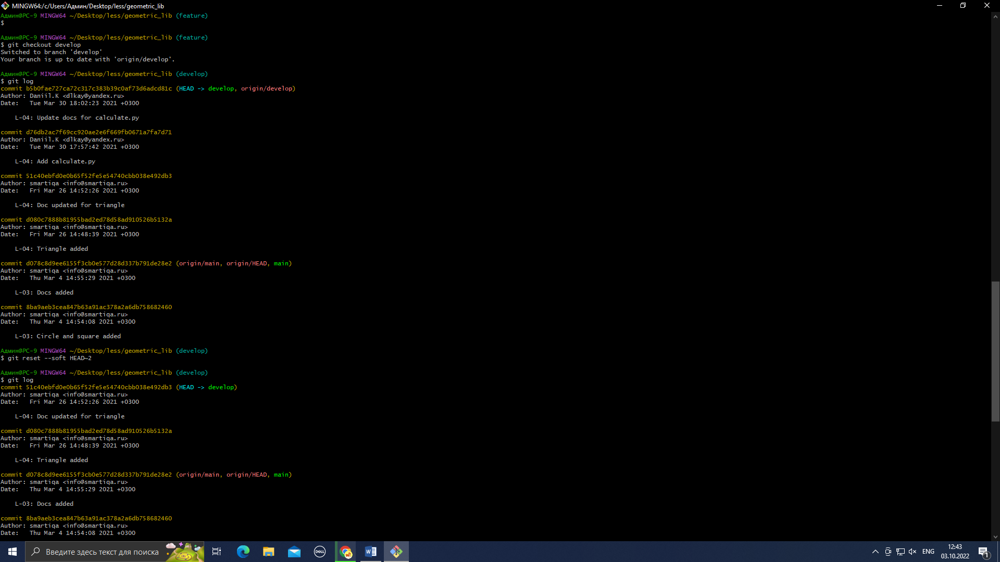 MINGW64:/c/Users/Админ/Desktop/less/geometric_lib
Админ@PC-9 MINGW64 ~/Desktop/less/geometric_lib (feature)
$
Админ@PC-9 MINGW64 ~/Desktop/less/geometric_lib (feature)
$ git checkout develop
Switched to branch 'develop'
Your branch is up to date with 'origin/develop'.
Админ@PC-9 MINGW64 ~/Desktop/less/geometric_lib (develop)
$ git log
commit b5b0fae727ca72c317c383b39c0af73d6adcd81c (HEAD -> develop, origin/develop)
Author: Daniil.K <dlkay@yandex.ru>
Date:   Tue Mar 30 18:02:23 2021 +0300
L-04: Update docs for calculate.py
commit d76db2ac7f69cc920ae2e6f669fb0671a7fa7d71
Author: Daniil.K <dlkay@yandex.ru>
Date:   Tue Mar 30 17:57:42 2021 +0300
L-04: Add calculate.py
commit 51c40ebfd0e0b65f52fe5e54740cbb038e492db3
Author: smartiqa <info@smartiqa.ru>
Date:   Fri Mar 26 14:52:26 2021 +0300
L-04: Doc updated for triangle
commit d080c7888b81955bad2ed78d58ad910526b5132a
Author: smartiqa <info@smartiqa.ru>
Date:   Fri Mar 26 14:48:39 2021 +0300
L-04: Triangle added
commit d078c8d9ee6155f3cb0e577d28d337b791de28e2 (origin/main, origin/HEAD, main)
Author: smartiqa <info@smartiqa.ru>
Date:   Thu Mar 4 14:55:29 2021 +0300
L-03: Docs added
commit 8ba9aeb3cea847b63a91ac378a2a6db758682460
Author: smartiqa <info@smartiqa.ru>
Date:   Thu Mar 4 14:54:08 2021 +0300
L-03: Circle and square added
Админ@PC-9 MINGW64 ~/Desktop/less/geometric_lib (develop)
$ git reset --soft HEAD~2
Админ@PC-9 MINGW64 ~/Desktop/less/geometric_lib (develop)
$ git log
commit 51c40ebfd0e0b65f52fe5e54740cbb038e492db3 (HEAD -> develop)
Author: smartiqa <info@smartiqa.ru>
Date:   Fri Mar 26 14:52:26 2021 +0300
L-04: Doc updated for triangle
commit d080c7888b81955bad2ed78d58ad910526b5132a
Author: smartiqa <info@smartiqa.ru>
Date:   Fri Mar 26 14:48:39 2021 +0300
L-04: Triangle added
commit d078c8d9ee6155f3cb0e577d28d337b791de28e2 (origin/main, origin/HEAD, main)
Author: smartiqa <info@smartiqa.ru>
Date:   Thu Mar 4 14:55:29 2021 +0300
L-03: Docs added
commit 8ba9aeb3cea847b63a91ac378a2a6db758682460
Author: smartiqa <info@smartiqa.ru>
Date:   Thu Mar 4 14:54:08 2021 +0300
Введите здесь текст для поиска
DELL
ENG
12:43
03.10.2022
1